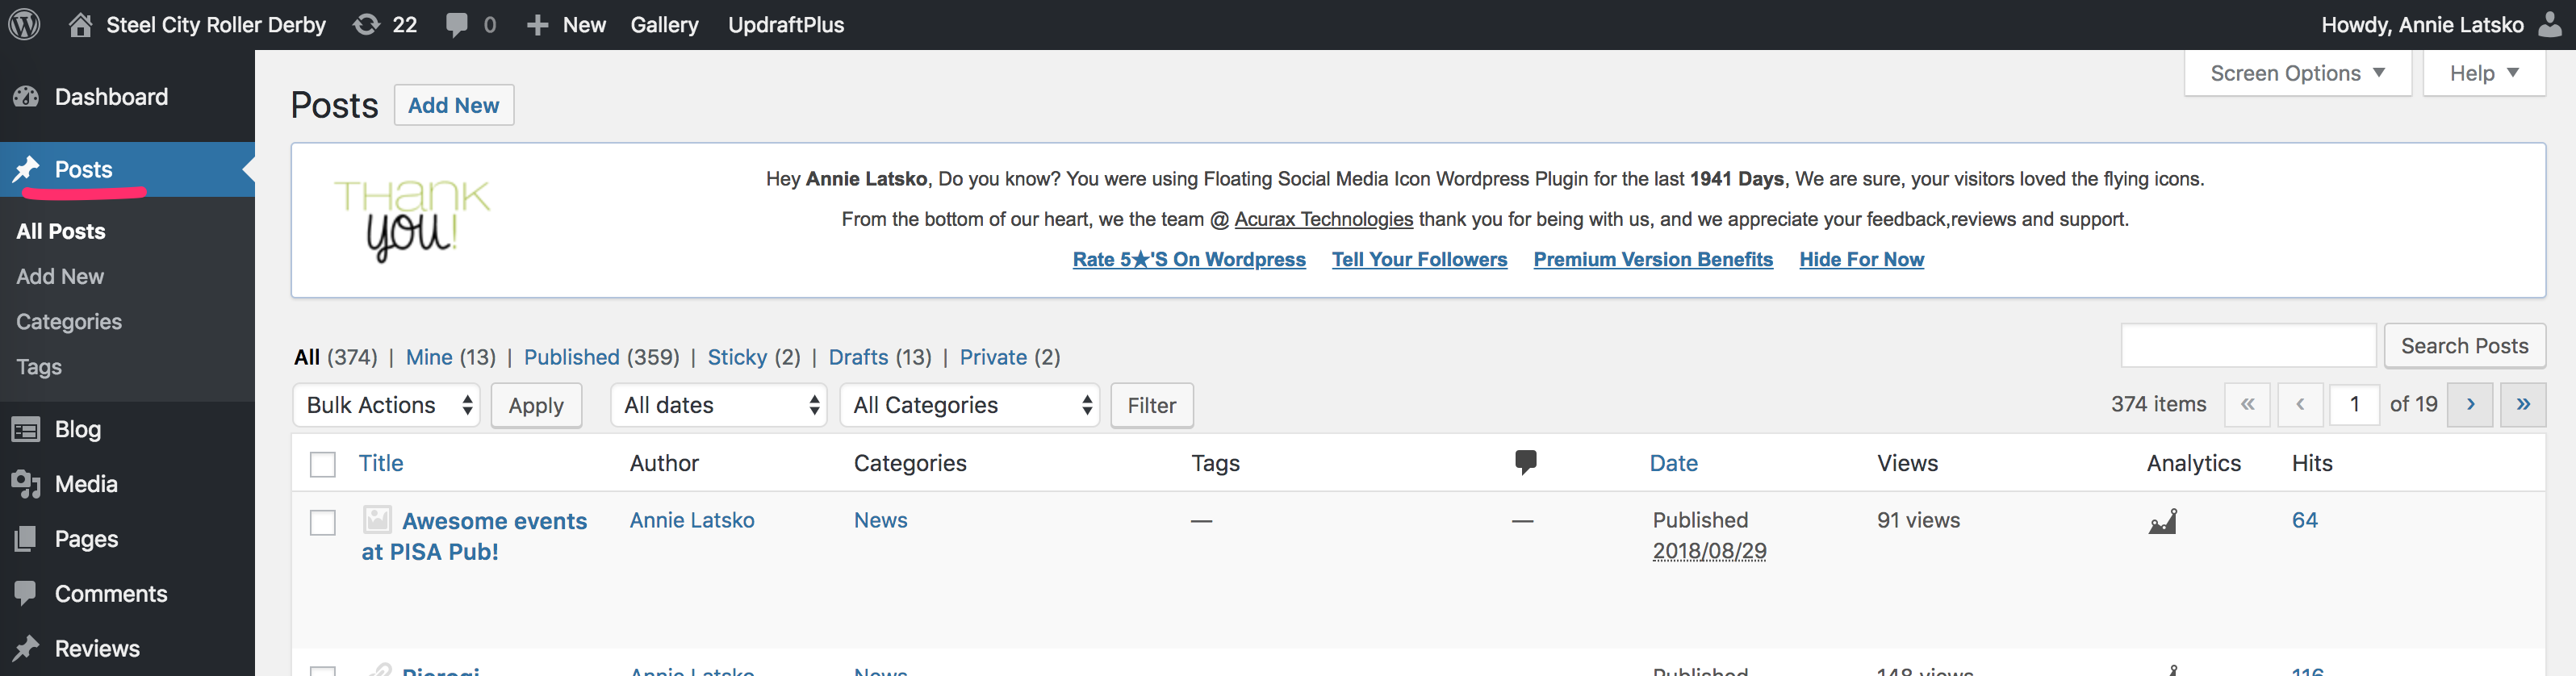 Steel City Roller Derby 22 0 New Gallery UpdraftPlus Howdy, Annie Latsko
Dashboard
Posts
All Posts
Add New
Categories
Tags
Blog
Media
Pages
Comments
Reviews
Screen Options Help
Posts Add New
THANK
you!
Hey Annie Latsko, Do you know? You were using Floating Social Media Icon Wordpress Plugin for the last 1941 Days, We are sure, your visitors loved the flying icons.
From the bottom of our heart, we the team @ Acurax Technologies thank you for being with us, and we appreciate your feedback,reviews and support.
Rate 5★'S On Wordpress Tell Your Followers Premium Version Benefits Hide For Now
All (374) | Mine (13) | Published (359) | Sticky (2) | Drafts (13) | Private (2)
Search Posts
Bulk Actions Apply All dates All Categories Filter 374 items « ‹ 1 of 19 › »
Title Author Categories Tags Date Views Analytics Hits
Awesome events Annie Latsko News — — Published 91 views 64
at PISA Pub! 2018/08/29
Pierogi Annie Latsko News Published 148 views 116